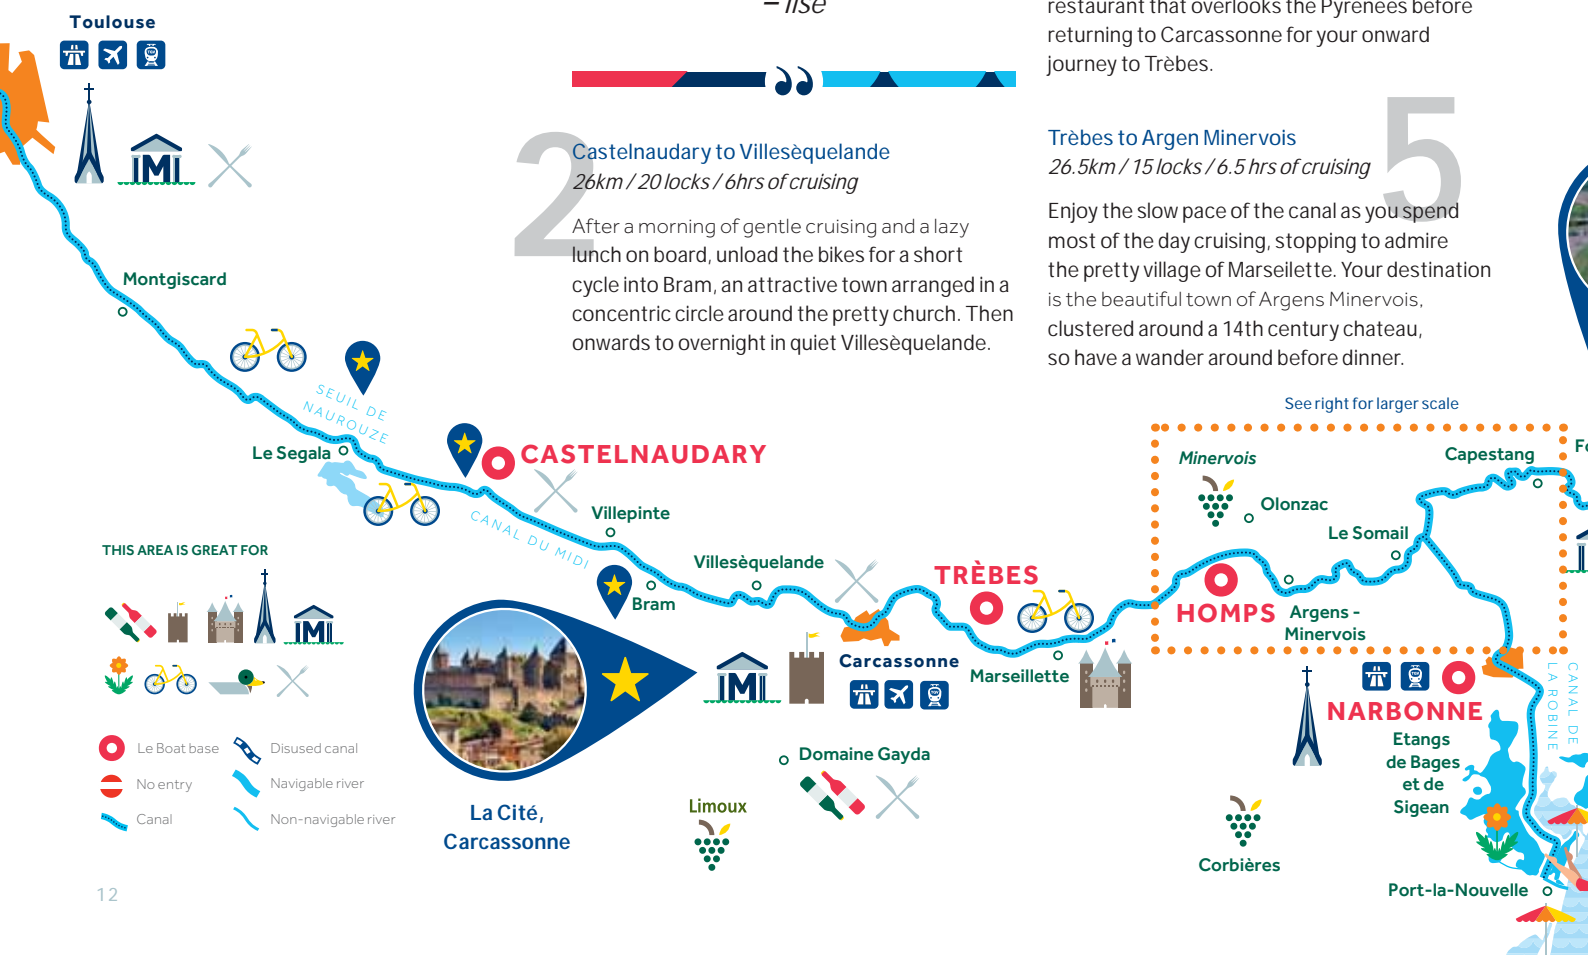 – Ilse
Castelnaudary to Villesèquelande
26km / 20 locks / 6hrs of cruising
2
After a morning of gentle cruising and a lazy
lunch on board, unload the bikes for a short
cycle into Bram, an attractive town arranged in a
concentric circle around the pretty church. Then
onwards to overnight in quiet Villesèquelande.
restaurant that overlooks the Pyrenees before
returning to Carcassonne for your onward
journey to Trèbes.
5
Trèbes to Argen Minervois
26.5km / 15 locks / 6.5 hrs of cruising
Enjoy the slow pace of the canal as you spend
most of the day cruising, stopping to admire
the pretty village of Marseilette. Your destination
is the beautiful town of Argens Minervois,
clustered around a 14th century chateau,
so have a wander around before dinner.
See right for larger scale
Toulouse
M
Montgiscard
SEUIL DE
NAUROUZE
Le Segala
CASTELNAUDARY
CANAL DU MIDI
Villepinte
Bram
Villesèquelande
TRÈBES
Carcassonne
M
Marseillette
Minervois
Olonzac
Capestang
Le Somail
HOMPS
Argens -
Minervois
NARBONNE
CANAL DE
LA ROBINE
Etangs
de Bages
et de
Sigean
Domaine Gayda
Limoux
Corbières
Port-la-Nouvelle
La Cité,
Carcassonne
THIS AREA IS GREAT FOR
M
Le Boat base
No entry
Canal
Disused canal
Navigable river
Non-navigable river
12